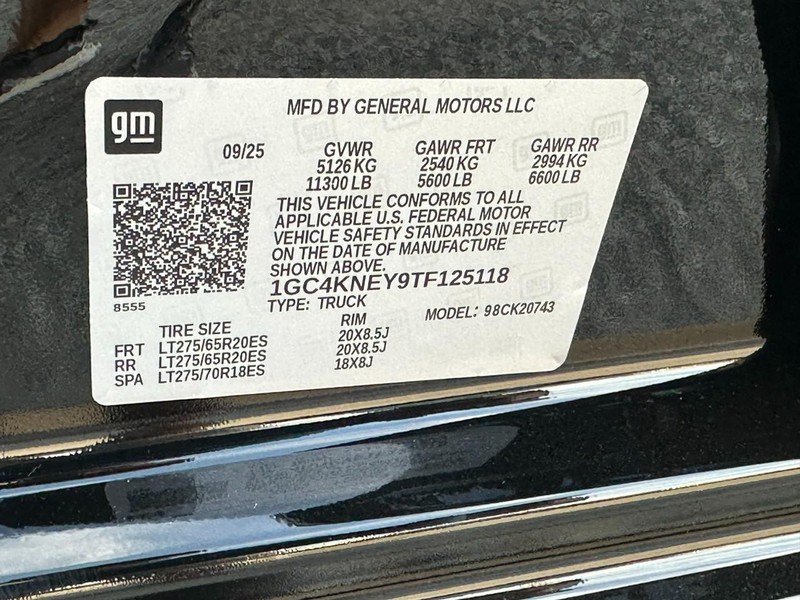 gm
MFD BY GENERAL MOTORS LLC
09/25 GVWR GAWR FRT GAWR RR
5126 KG 2540 KG 2994 KG
11300 LB 5600 LB 6600 LB
THIS VEHICLE CONFORMS TO ALL
APPLICABLE U.S. FEDERAL MOTOR
VEHICLE SAFETY STANDARDS IN EFFECT
ON THE DATE OF MANUFACTURE
SHOWN ABOVE.
1GC4KNEY9TF125118
8555
TYPE: TRUCK MODEL: 98CK20743
TIRE SIZE RIM
FRT LT275/65R20ES 20X8.5J
RR LT275/65R20ES 20X8.5J
SPA LT275/70R18ES 18X8J